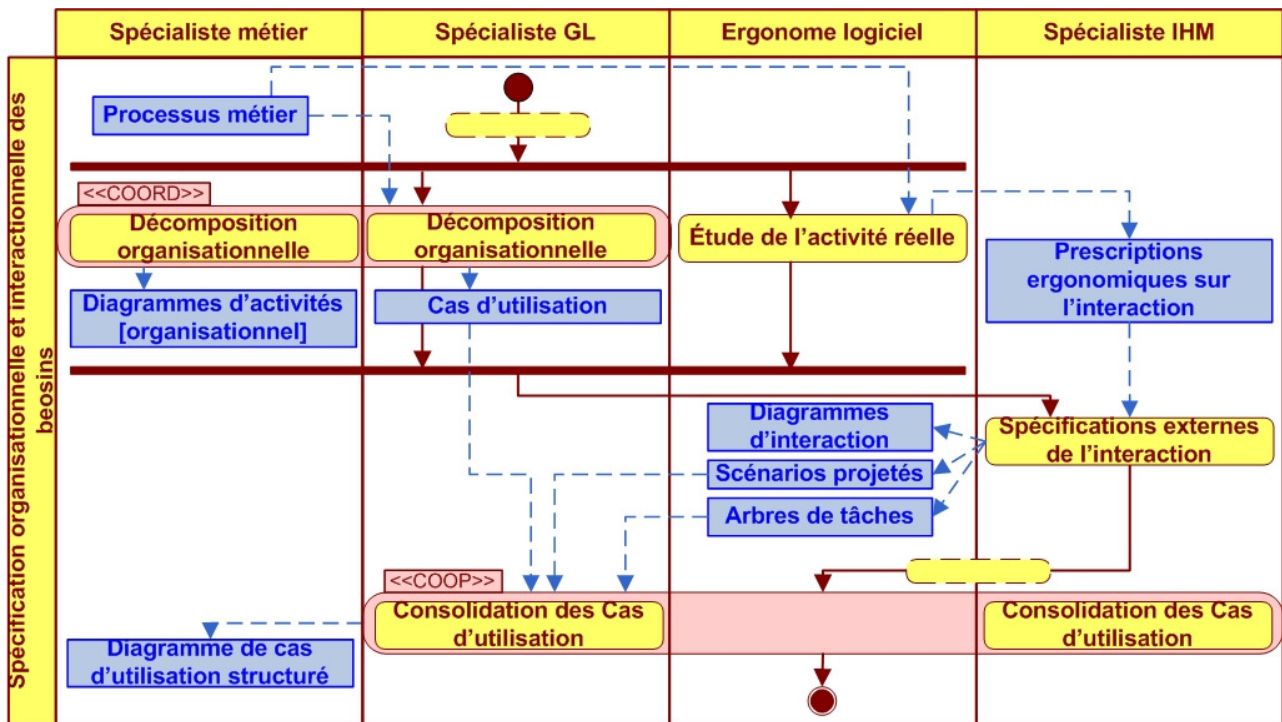 Spécialiste métier
Spécialiste GL
Ergonome logiciel
Spécialiste IHM
Spécification organisationnelle et interactionnelle des
beosins
Processus métier
<<COORD>>
Décomposition
organisationnelle
Décomposition
organisationnelle
Étude de l'activité réelle
Prescriptions
ergonomiques sur
l'interaction
Diagrammes d'activités
[organisationnel]
Cas d'utilisation
Diagrammes
d'interaction
Spécifications externes
de l'interaction
Scénarios projetés
Arbres de tâches
<<COOP>>
Consolidation des Cas
d'utilisation
Consolidation des Cas
d'utilisation
Diagramme de cas
d'utilisation structuré